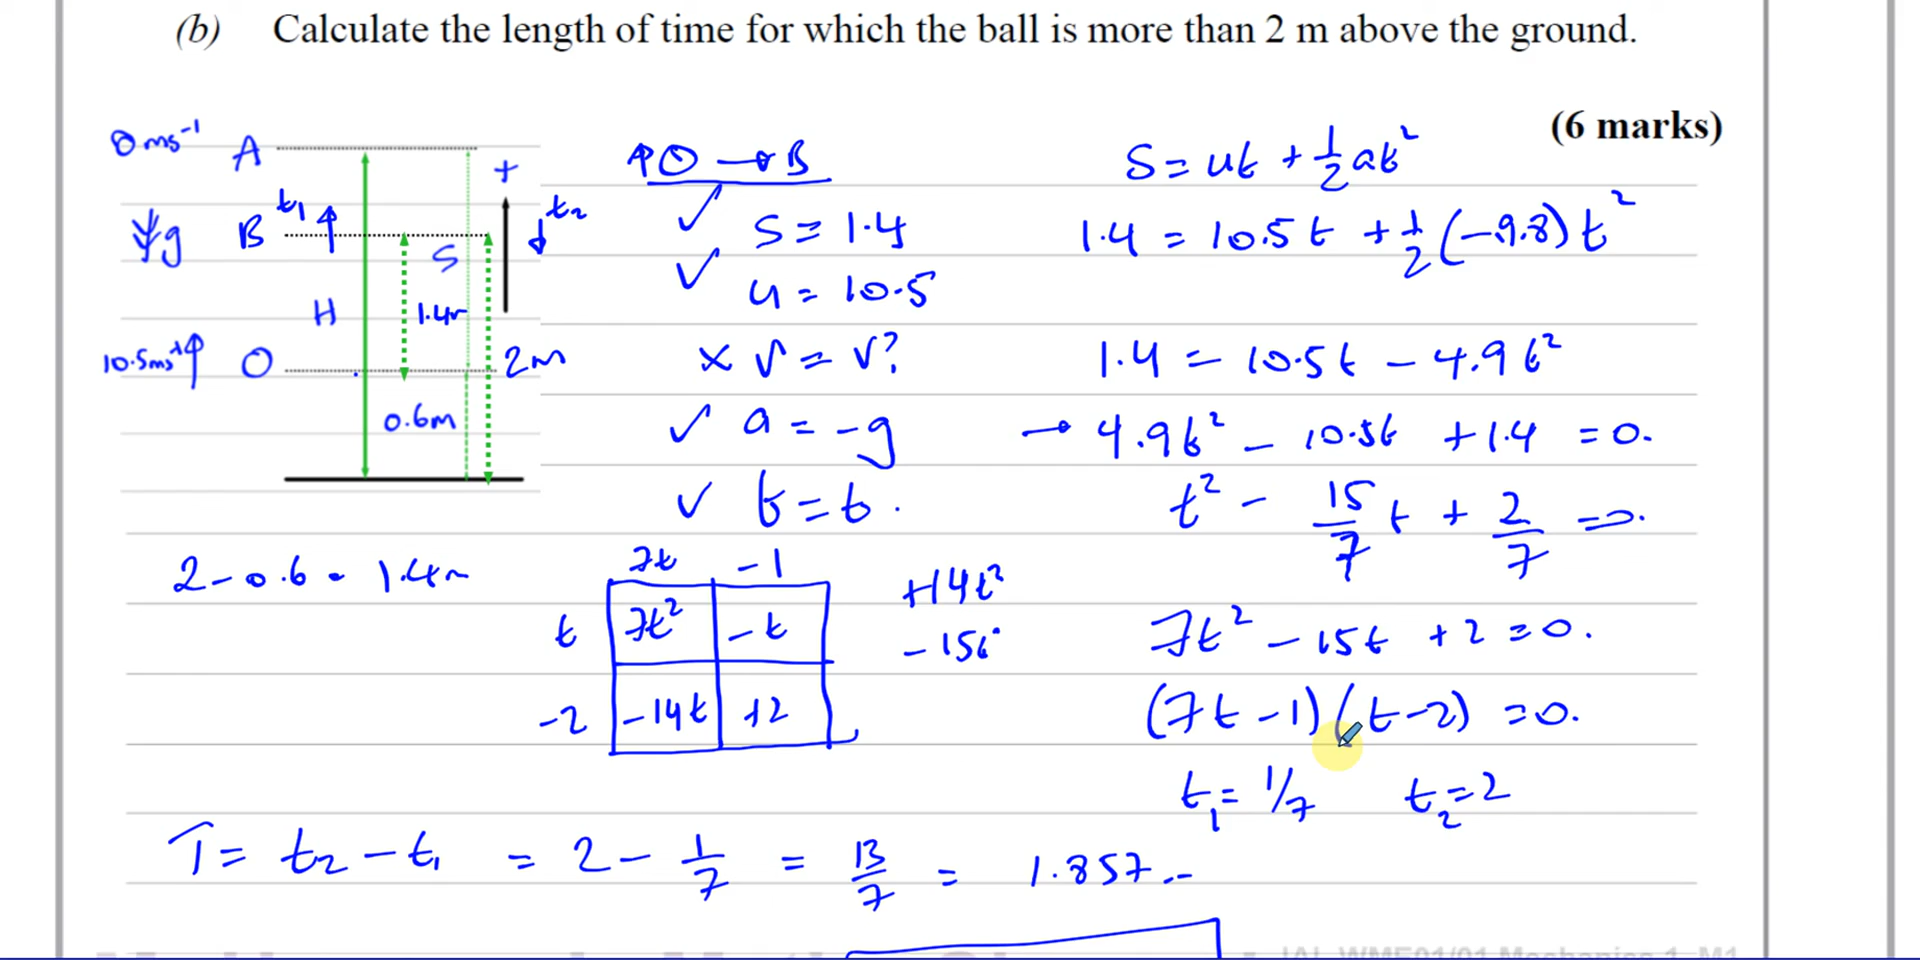 (b) Calculate the length of time for which the ball is more than 2 m above the ground.
(6 marks)
0 ms⁻¹ A
+
t₁
t₂
g B
S
H
1.4m
10.5ms⁻¹ O
2m
0.6m
2 - 0.6 = 1.4m
↑ O → B
✓ S = 1.4
✓ u = 10.5
× v = v?
✓ a = -g
✓ t = t.
7t -1
t 7t² -t
-2 -14t +2
+14t²
-15t
S = ut + ½at²
1.4 = 10.5t + ½(-9.8)t²
1.4 = 10.5t - 4.9t²
→ 4.9t² - 10.5t + 1.4 = 0.
t² - 15/7 t + 2/7 = 0.
7t² - 15t + 2 = 0.
(7t - 1)(t - 2) = 0.
t₁ = 1/7 t₂ = 2
T = t₂ - t₁ = 2 - 1/7 = 13/7 = 1.857..